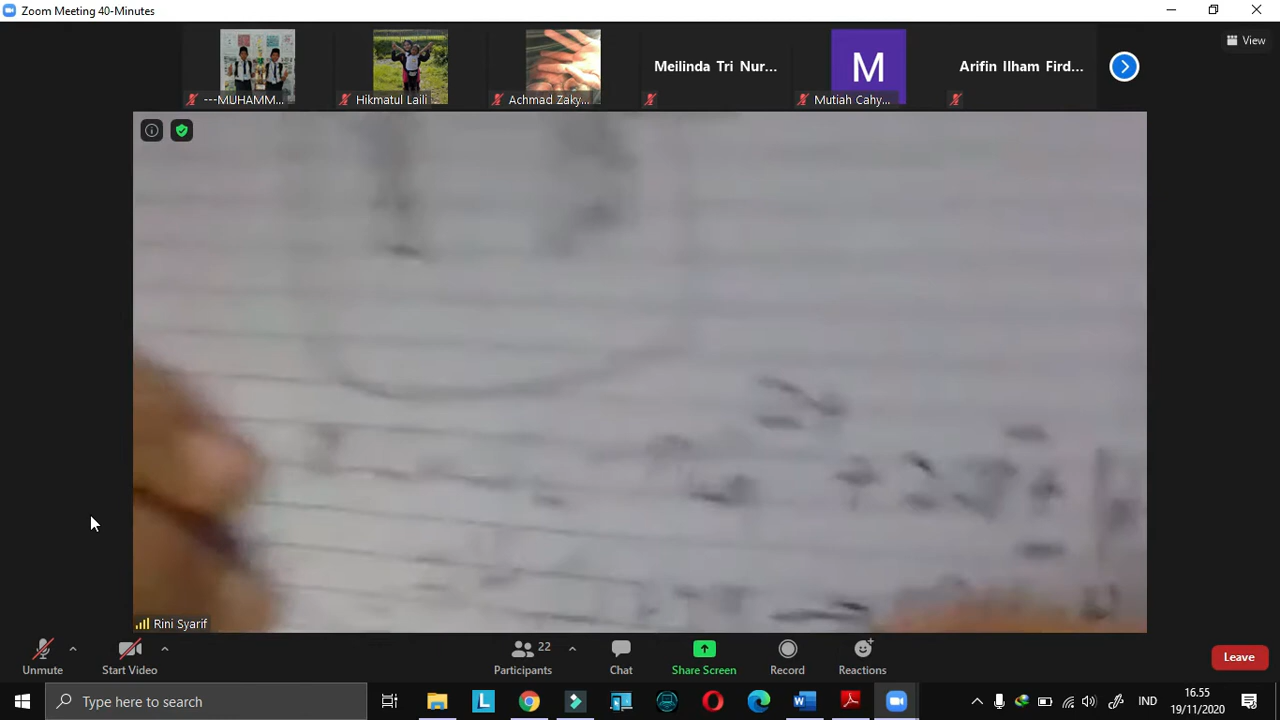 Zoom Meeting 40-Minutes
View
Meilinda Tri Nur...
M
Arifin Ilham Fird...
---MUHAMM...
Hikmatul Laili
Achmad Zaky...
Mutiah Cahy...
Rini Syarif
22
Unmute
Start Video
Participants
Chat
Share Screen
Record
Reactions
Leave
Type here to search
L
W
IND
16.55
19/11/2020